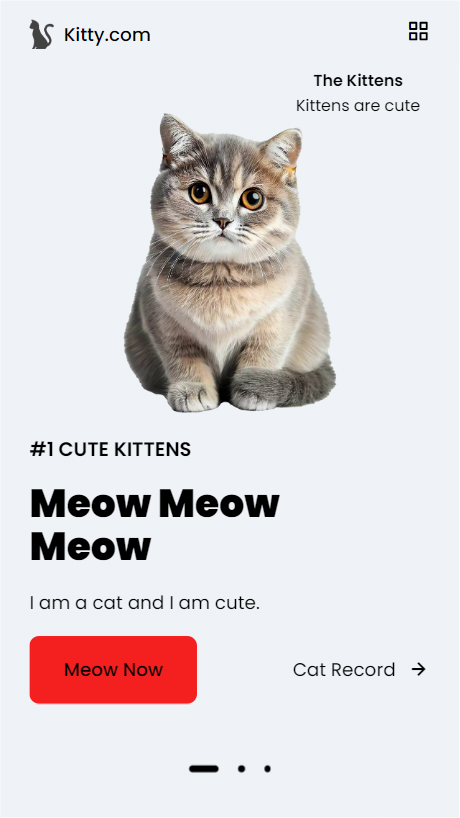 Kitty.com
The Kittens
Kittens are cute
#1 CUTE KITTENS
Meow Meow
Meow
I am a cat and I am cute.
Meow Now
Cat Record